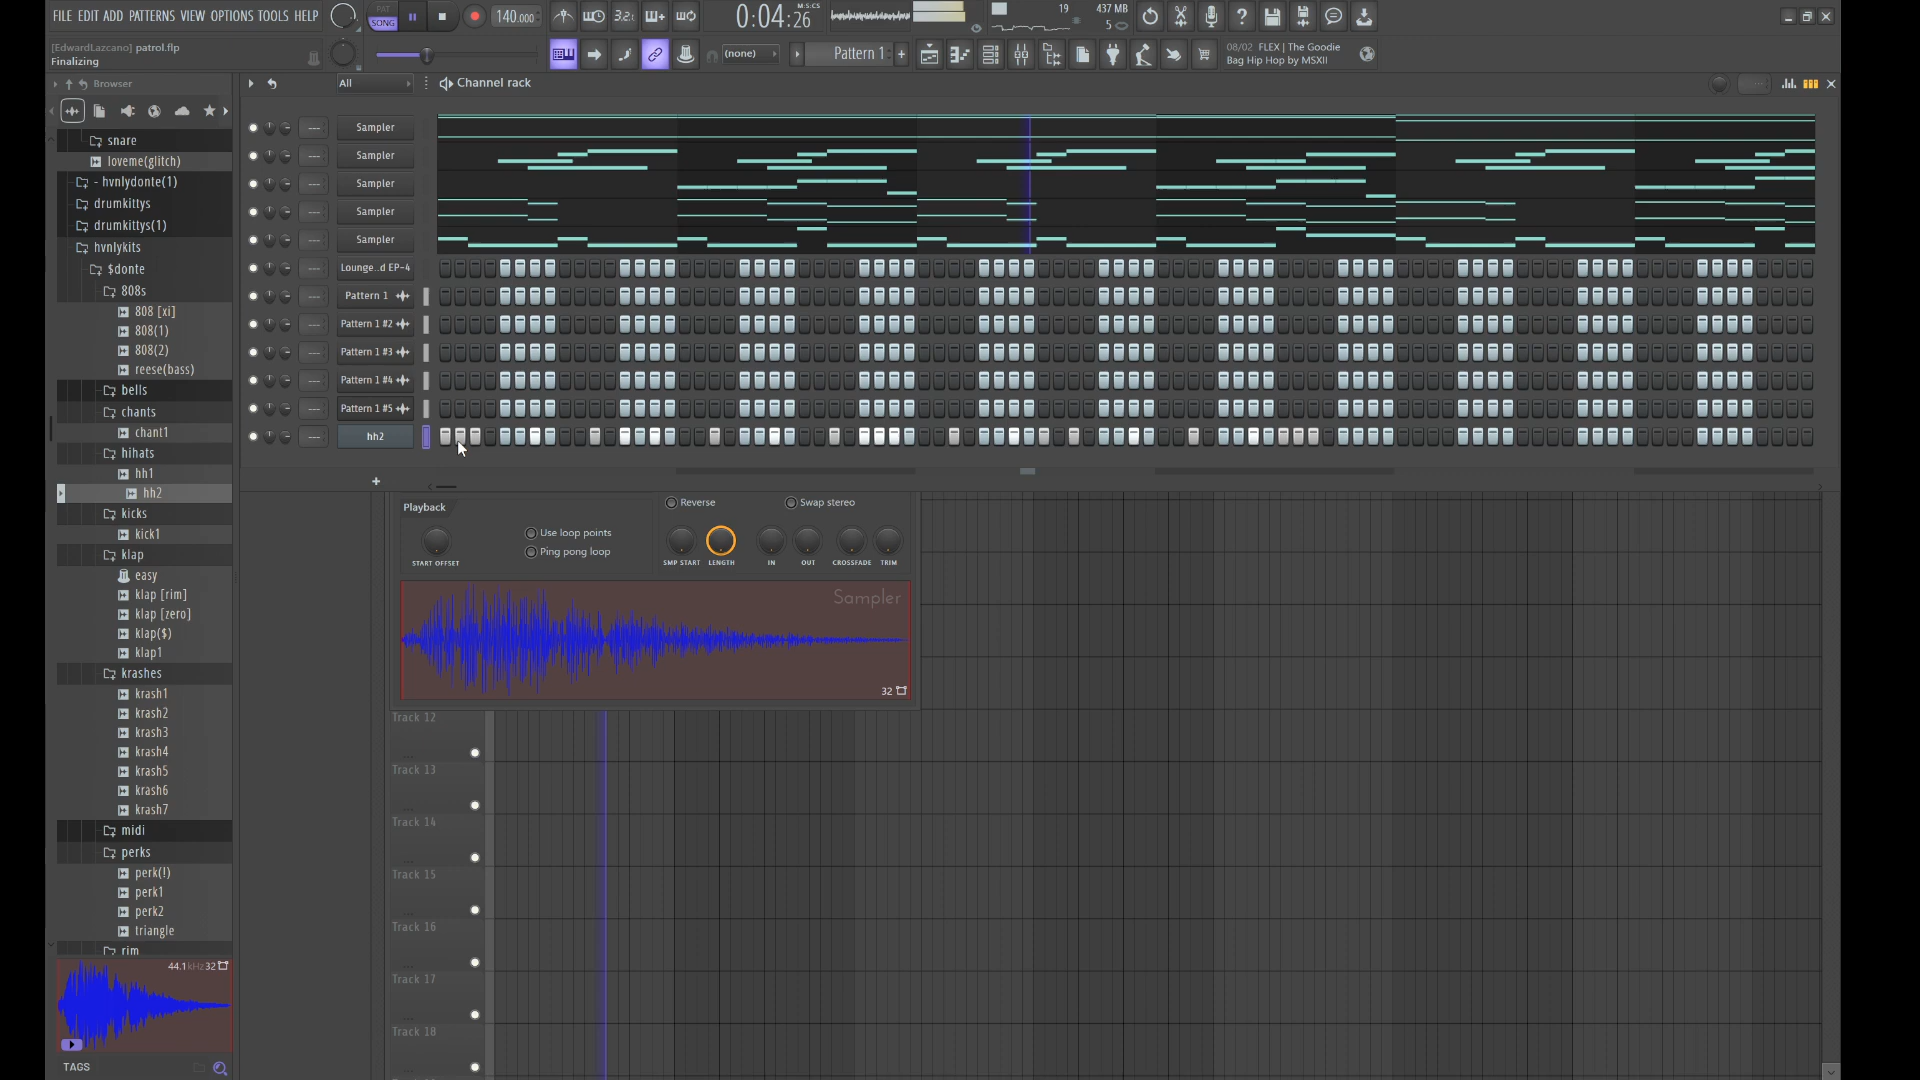 FILE EDIT ADD PATTERNS VIEW OPTIONS TOOLS HELP
PAT
SONG
140.000
3.2.
0:04:26
M:S:CS
19
437 MB
5
[EdwardLazcano] patrol.flp
Finalizing
(none)
Pattern 1
08/02 FLEX | The Goodie
Bag Hip Hop by MSXII
Browser
All
Channel rack
snare
loveme(glitch)
- hvnlydonte(1)
drumkittys
drumkittys(1)
hvnlykits
$donte
808s
808 [xi]
808(1)
808(2)
reese(bass)
bells
chants
chant1
hihats
hh1
hh2
kicks
kick1
klap
easy
klap [rim]
klap [zero]
klap($)
klap1
krashes
krash1
krash2
krash3
krash4
krash5
krash6
krash7
midi
perks
perk(!)
perk1
perk2
triangle
rim
44.1kHz 32
TAGS
Sampler
Sampler
Sampler
Sampler
Sampler
Lounge..d EP-4
Pattern 1
Pattern 1 #2
Pattern 1 #3
Pattern 1 #4
Pattern 1 #5
hh2
Playback
Reverse
Swap stereo
Use loop points
Ping pong loop
START OFFSET
SMP START
LENGTH
IN
OUT
CROSSFADE
TRIM
Sampler
32
Track 12
Track 13
Track 14
Track 15
Track 16
Track 17
Track 18